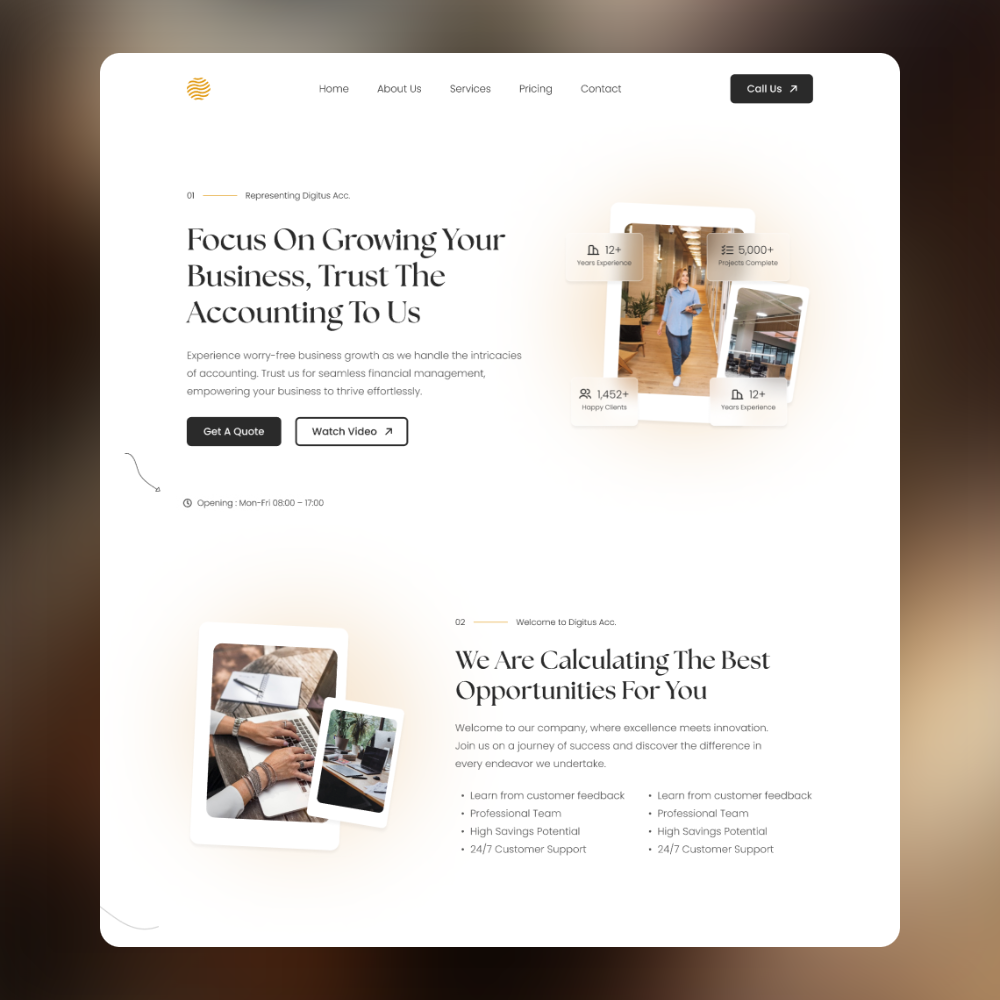 Home About Us Services Pricing Contact Call Us
01 Representing Digitus Acc.
Focus On Growing Your
Business, Trust The
Accounting To Us
Experience worry-free business growth as we handle the intricacies
of accounting. Trust us for seamless financial management,
empowering your business to thrive effortlessly.
Get A Quote Watch Video
Opening : Mon-Fri 08:00 – 17:00
12+
Years Experience
5,000+
Projects Complete
1,452+
Happy Clients
12+
Years Experience
02 Welcome to Digitus Acc.
We Are Calculating The Best
Opportunities For You
Welcome to our company, where excellence meets innovation.
Join us on a journey of success and discover the difference in
every endeavor we undertake.
• Learn from customer feedback
• Professional Team
• High Savings Potential
• 24/7 Customer Support
• Learn from customer feedback
• Professional Team
• High Savings Potential
• 24/7 Customer Support